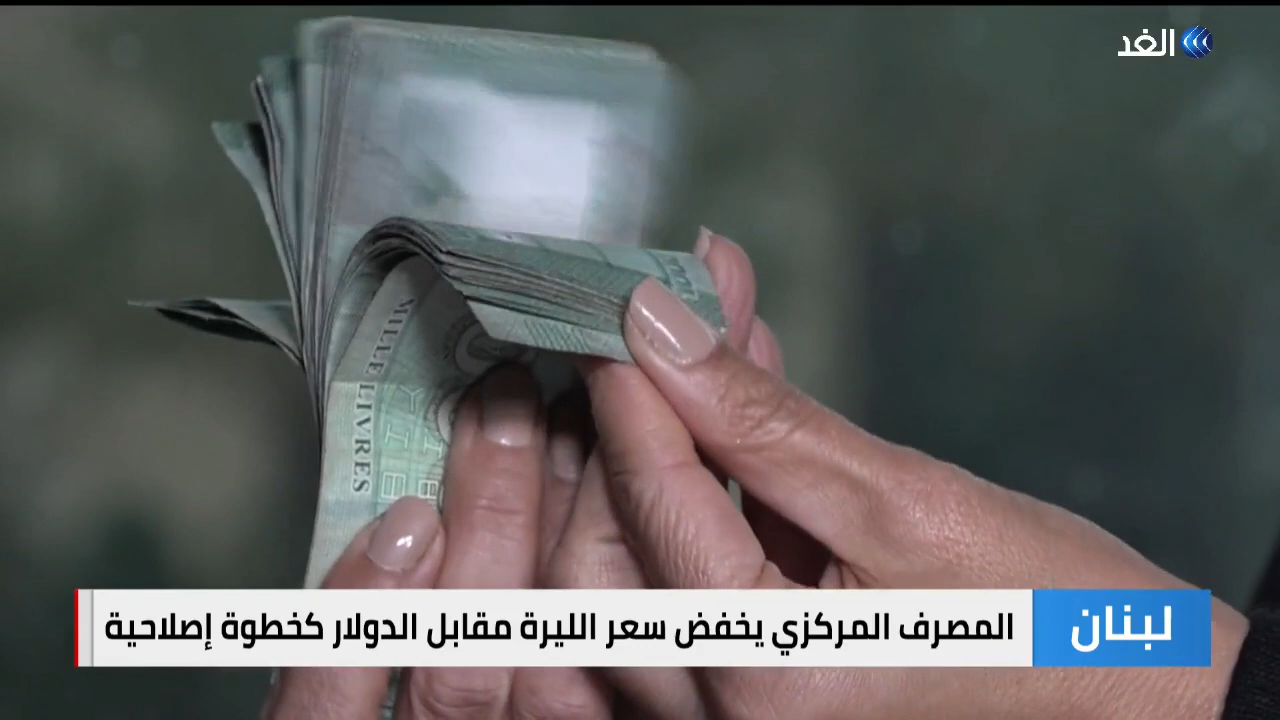 الغد
MILLE LIVRES
لبنان
المصرف المركزي يخفض سعر الليرة مقابل الدولار كخطوة إصلاحية